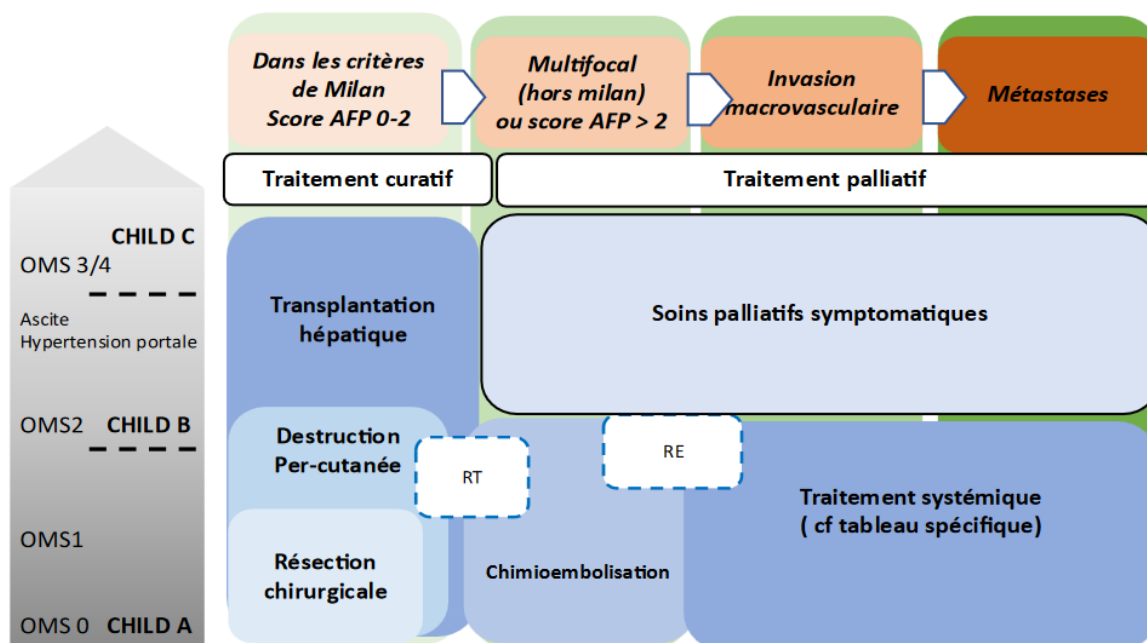 Dans les critères
de Milan
Score AFP 0-2
Multifocal
(hors milan)
ou score AFP > 2
Invasion
macrovasculaire
Métastases
Traitement curatif
Traitement palliatif
CHILD C
OMS 3/4
Ascite
Hypertension portale
OMS2 CHILD B
OMS1
OMS 0 CHILD A
Transplantation
hépatique
Soins palliatifs symptomatiques
Destruction
Per-cutanée
RT
RE
Traitement systémique
( cf tableau spécifique)
Résection
chirurgicale
Chimioembolisation